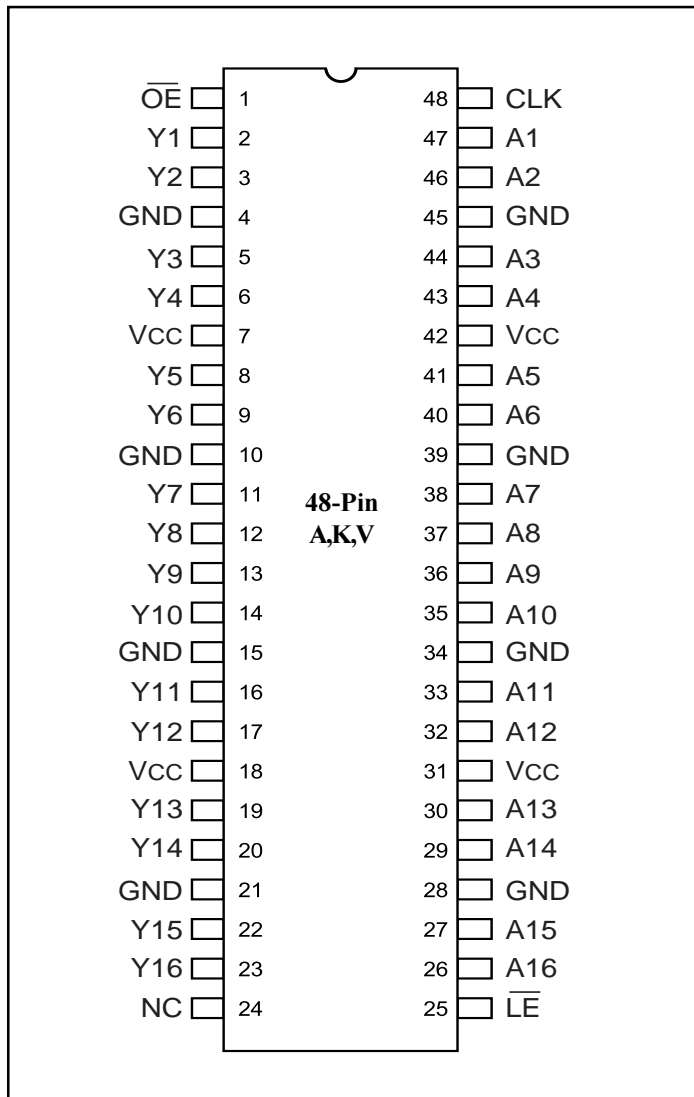 O̅E̅ 1 48 CLK
Y1 2 47 A1
Y2 3 46 A2
GND 4 45 GND
Y3 5 44 A3
Y4 6 43 A4
VCC 7 42 VCC
Y5 8 41 A5
Y6 9 40 A6
GND 10 39 GND
Y7 11 38 A7
48-Pin
Y8 12 37 A8
A,K,V
Y9 13 36 A9
Y10 14 35 A10
GND 15 34 GND
Y11 16 33 A11
Y12 17 32 A12
VCC 18 31 VCC
Y13 19 30 A13
Y14 20 29 A14
GND 21 28 GND
Y15 22 27 A15
Y16 23 26 A16
NC 24 25 L̅E̅